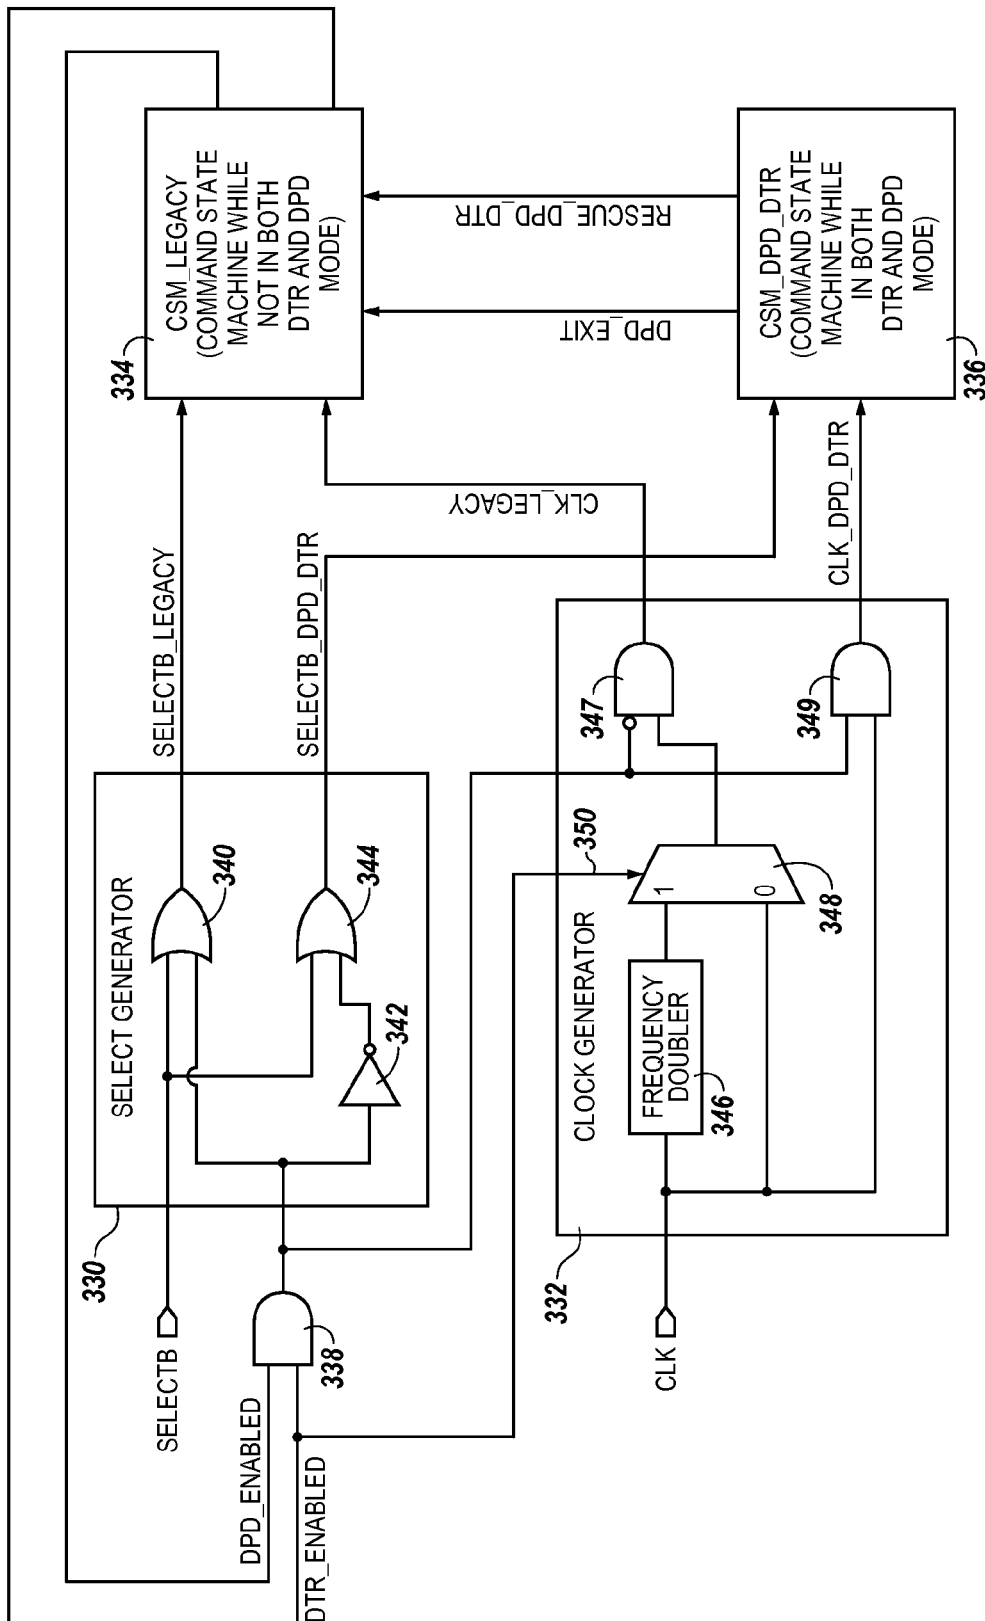 334
CSM_LEGACY
(COMMAND STATE
MACHINE WHILE
NOT IN BOTH
DTR AND DPD
MODE)
RESCUE_DPD_DTR
DPD_EXIT
CSM_DPD_DTR
(COMMAND STATE
MACHINE WHILE
IN BOTH
DTR AND DPD
MODE)
336
SELECTB_LEGACY
SELECTB_DPD_DTR
CLK_LEGACY
CLK_DPD_DTR
SELECT GENERATOR
340
344
342
330
CLOCK GENERATOR
347
349
350
1
0
348
FREQUENCY
DOUBLER
346
332
SELECTB
338
CLK
DPD_ENABLED
DTR_ENABLED